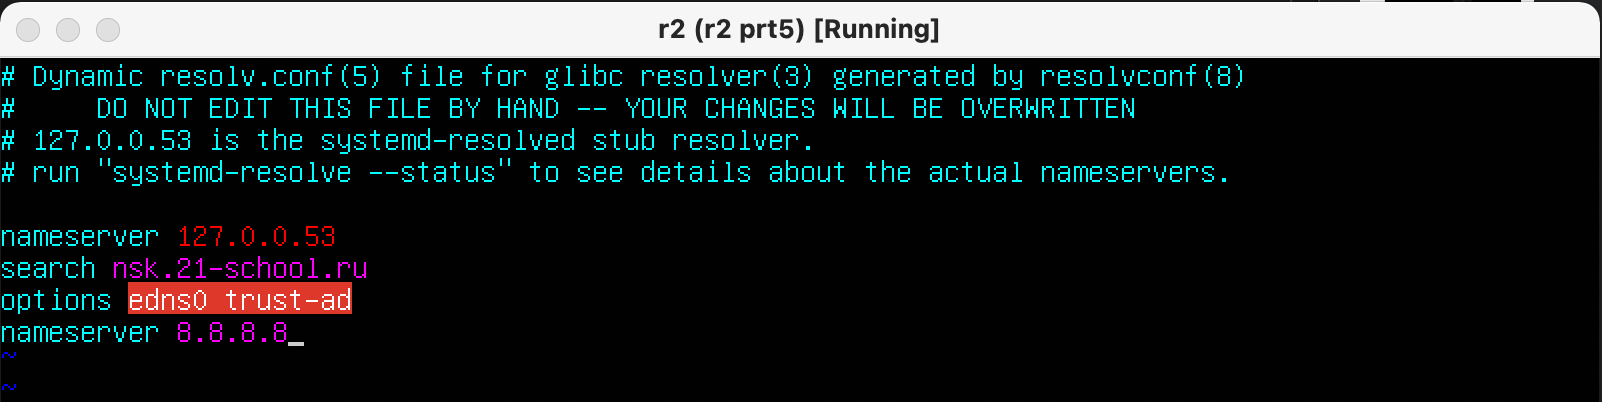 r2 (r2 prt5) [Running]
# Dynamic resolv.conf(5) file for glibc resolver(3) generated by resolvconf(8)
#     DO NOT EDIT THIS FILE BY HAND -- YOUR CHANGES WILL BE OVERWRITTEN
# 127.0.0.53 is the systemd-resolved stub resolver.
# run "systemd-resolve --status" to see details about the actual nameservers.

nameserver 127.0.0.53
search nsk.21-school.ru
options edns0 trust-ad
nameserver 8.8.8.8_
~
~